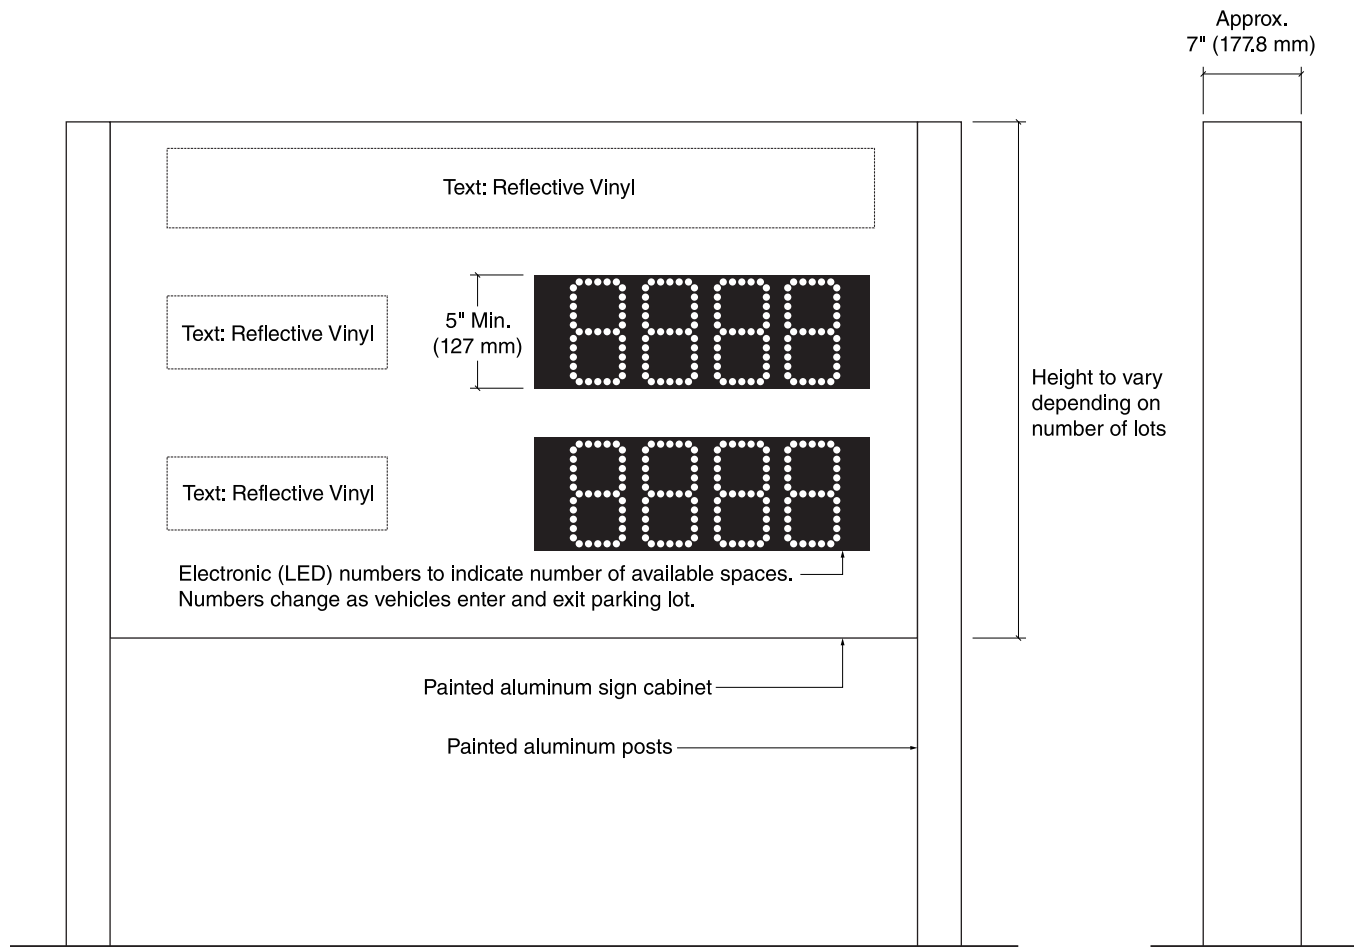 Approx.
7" (177.8 mm)
Text: Reflective Vinyl
Text: Reflective Vinyl
5" Min.
(127 mm)
8888
Height to vary
depending on
number of lots
Text: Reflective Vinyl
8888
Electronic (LED) numbers to indicate number of available spaces.
Numbers change as vehicles enter and exit parking lot.
Painted aluminum sign cabinet
Painted aluminum posts